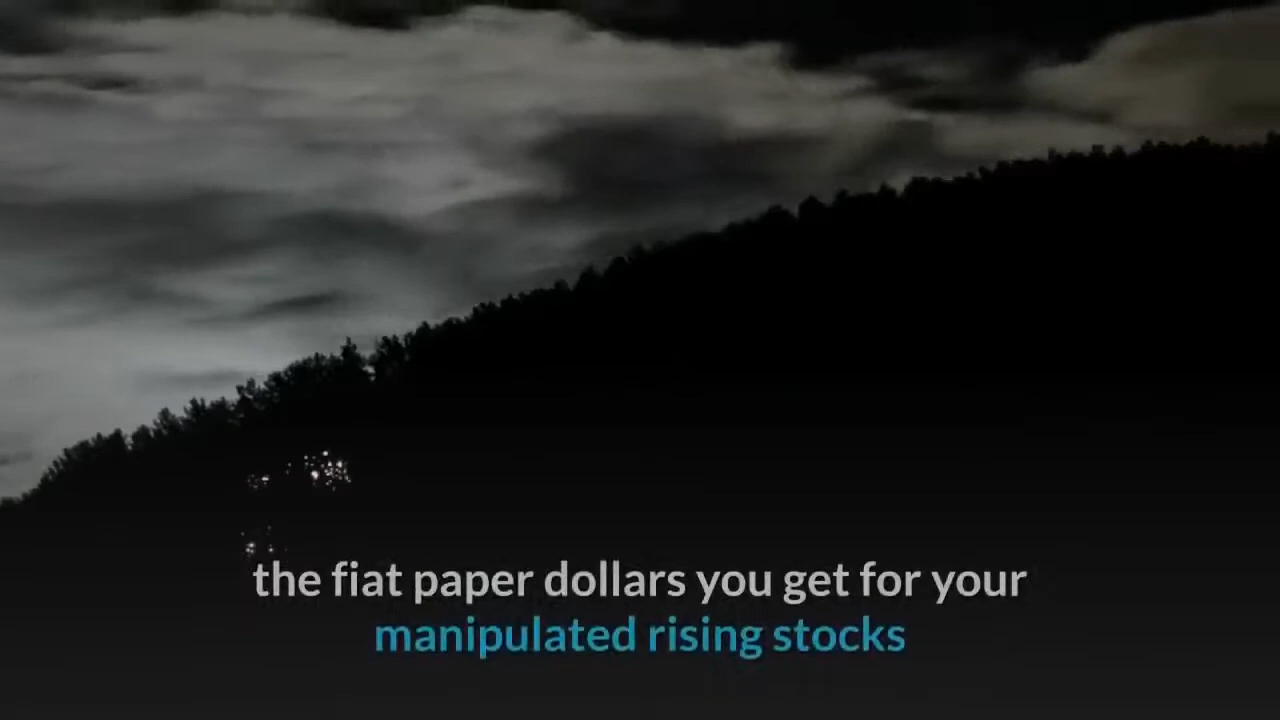 the fiat paper dollars you get for your
manipulated rising stocks